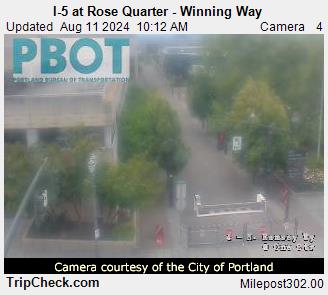 I-5 at Rose Quarter - Winning Way
Updated Aug 11 2024 10:12 AM Camera 4
PBOT
PORTLAND BUREAU OF TRANSPORTATION
Camera courtesy of the City of Portland
TripCheck.com Milepost302.00